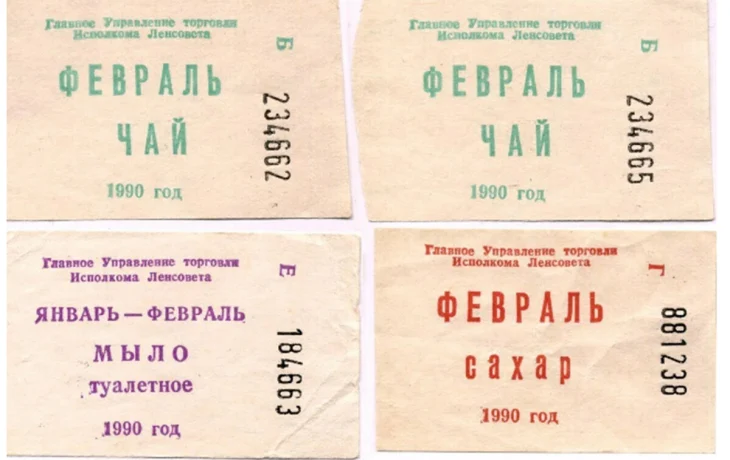 Главное Управление торговли
Исполкома Ленсовета
Б
ФЕВРАЛЬ
ЧАЙ
1990 год
234662
Главное Управление торговли
Исполкома Ленсовета
Б
ФЕВРАЛЬ
ЧАЙ
1990 год
234665
Главное Управление торговли
Исполкома Ленсовета
Е
ЯНВАРЬ — ФЕВРАЛЬ
МЫЛО
туалетное
1990 год
184663
Главное Управление торговли
Исполкома Ленсовета
Г
ФЕВРАЛЬ
сахар
1990 год
881238